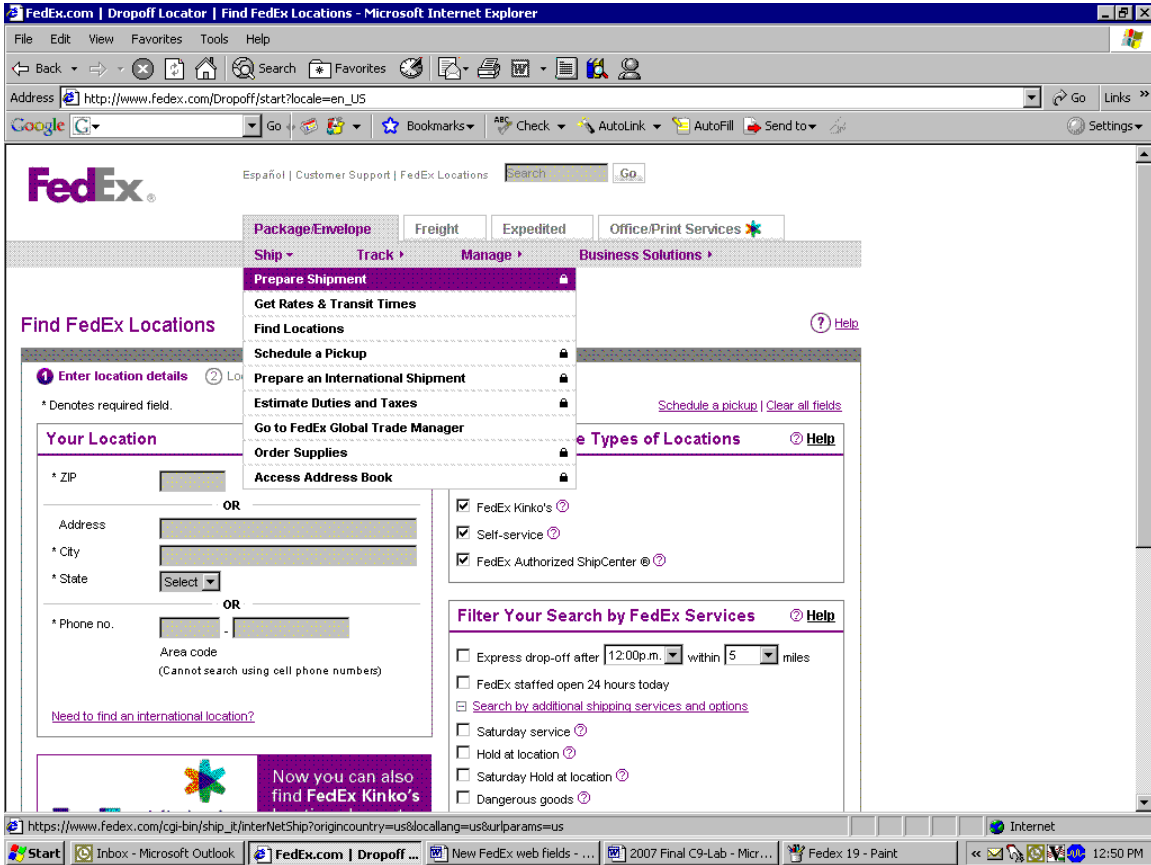 FedEx.com | Dropoff Locator | Find FedEx Locations - Microsoft Internet Explorer
File Edit View Favorites Tools Help
Back Search Favorites
Address http://www.fedex.com/Dropoff/start?locale=en_US Go Links »
Google G Go Bookmarks ABC Check AutoLink AutoFill Send to Settings
FedEx®
Español | Customer Support | FedEx Locations Search Go
Package/Envelope Freight Expedited Office/Print Services
Ship Track Manage Business Solutions
Prepare Shipment
Get Rates & Transit Times
Find Locations
Schedule a Pickup
Prepare an International Shipment
Estimate Duties and Taxes
Go to FedEx Global Trade Manager
Order Supplies
Access Address Book
Find FedEx Locations ? Help
1 Enter location details 2
* Denotes required field. Schedule a pickup | Clear all fields
Your Location
* ZIP
OR
Address
* City
* State Select
OR
* Phone no. -
Area code
(Cannot search using cell phone numbers)
Need to find an international location?
Types of Locations ? Help
FedEx Kinko's ?
Self-service ?
FedEx Authorized ShipCenter ® ?
Filter Your Search by FedEx Services ? Help
Express drop-off after 12:00p.m. within 5 miles
FedEx staffed open 24 hours today
Search by additional shipping services and options
Saturday service ?
Hold at location ?
Saturday Hold at location ?
Dangerous goods ?
Now you can also
find FedEx Kinko's
https://www.fedex.com/cgi-bin/ship_it/interNetShip?origincountry=us&locallang=us&urlparams=us Internet
Start Inbox - Microsoft Outlook FedEx.com | Dropoff ... New FedEx web fields - ... 2007 Final C9-Lab - Micr... Fedex 19 - Paint « 12:50 PM